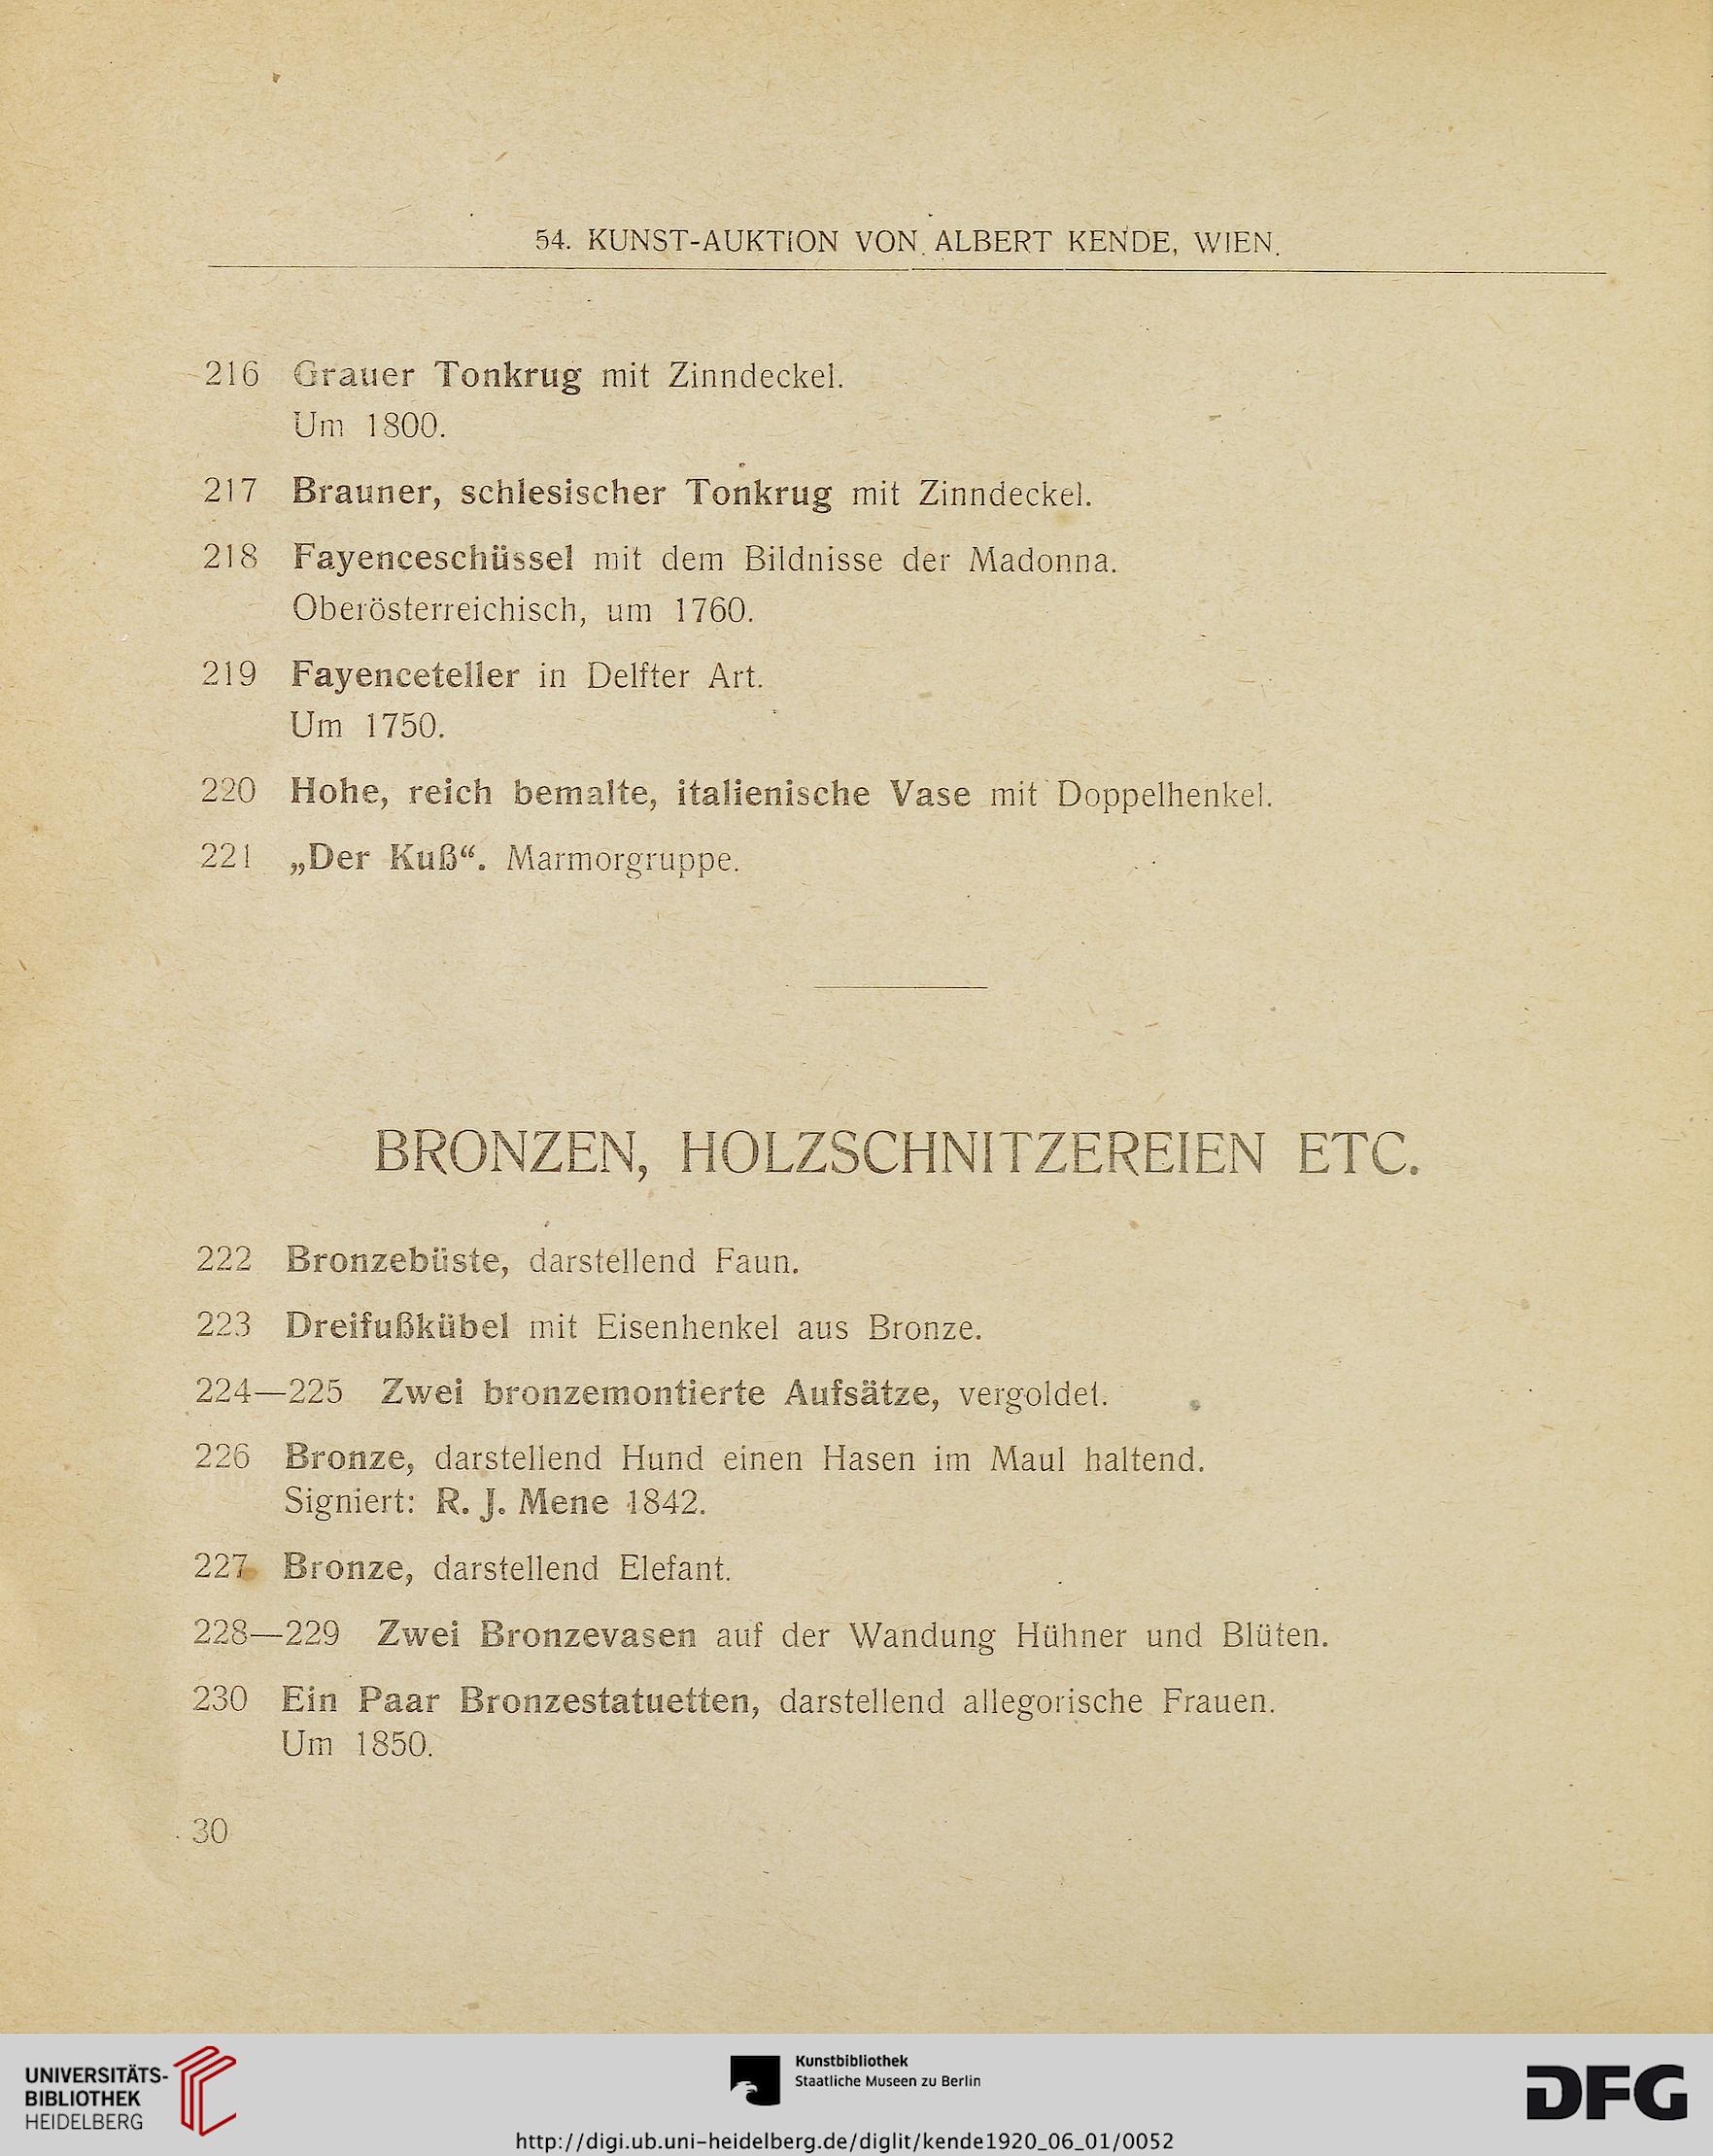 54. KUNST-AUKTION VON ALBERT KENDE, WIEN.
216 Grauer Tonkrug mit Zinndeckel.
Um 1800.
217 Brauner, schlesischer Tonkrug mit Zinndeckel.
218 Fayenceschüssel mit dem Bildnisse der Madonna.
Oberösterreichisch, um 1760.
219 Fayenceteller in Delfter Art.
Um 1750.
220 Hohe, reich bemalte, italienische Vase mit Doppelhenkel.
221 „Der Kuß“. Marmorgruppe.
BRONZEN, HOLZSCHNITZEREIEN ETC.
222 Bronzebüste, darstellend Faun.
223 Dreifußkübel mit Eisenhenkel aus Bronze.
224—225 Zwei bronzemontierte Aufsätze, vergoldet.
226 Bronze, darstellend Hund einen Hasen im Maul haltend.
Signiert: R. J. Mene 1842.
227 Bronze, darstellend Elefant.
228—229 Zwei Bronzevasen auf der Wandung Hühner und Blüten.
230 Ein Paar Bronzestatuetten, darstellend allegorische Frauen.
Um 1850.
30
UNIVERSITÄTS-
BIBLIOTHEK
HEIDELBERG
Kunstbibliothek
Staatliche Museen zu Berlin
DFG
http://digi.ub.uni-heidelberg.de/diglit/kende1920_06_01/0052